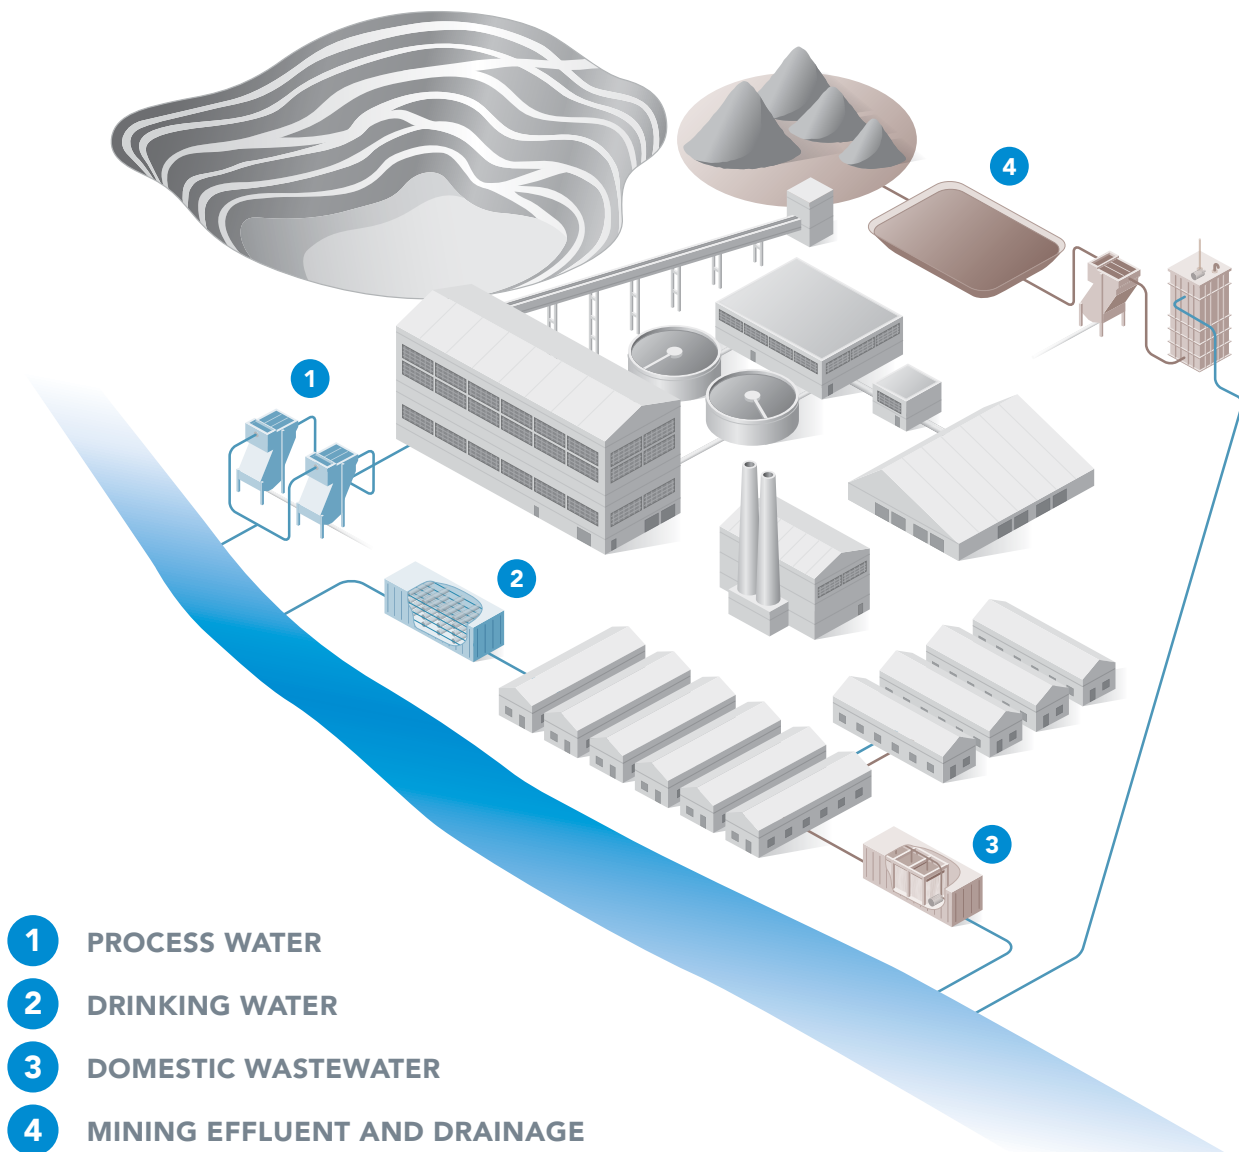 4
1
2
3
1 PROCESS WATER
2 DRINKING WATER
3 DOMESTIC WASTEWATER
4 MINING EFFLUENT AND DRAINAGE